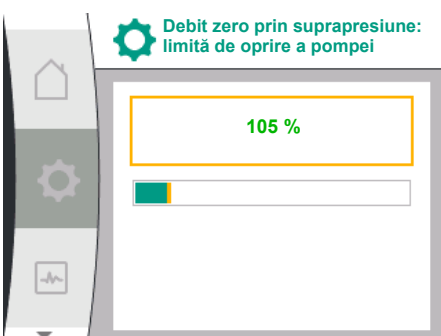 Debit zero prin suprapresiune:
limită de oprire a pompei
105 %